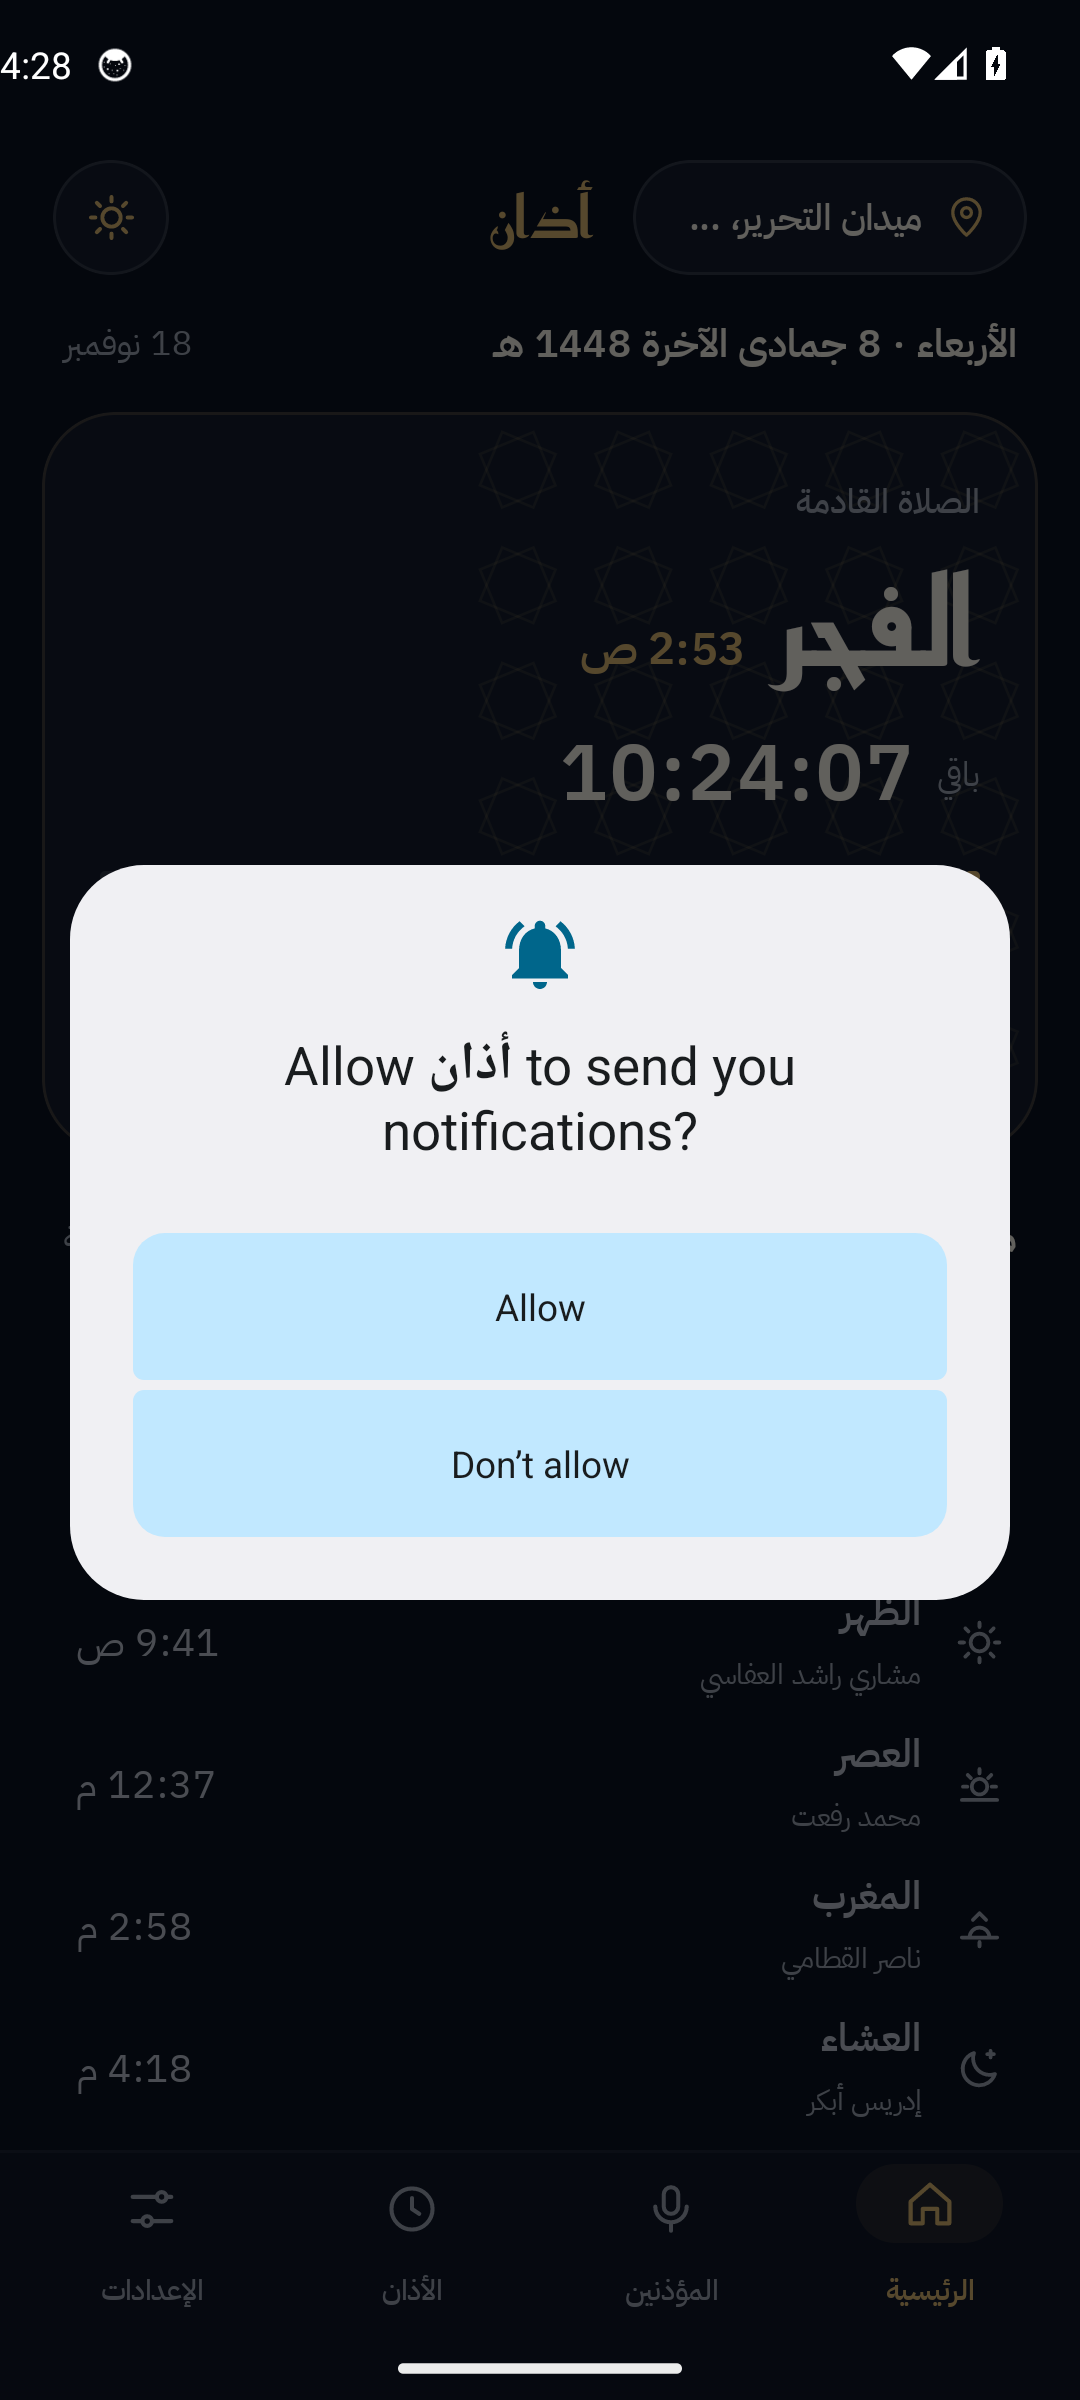 4:28
ميدان التحرير، ...
أذان
الأربعاء · 8 جمادى الآخرة 1448 هـ
18 نوفمبر
الصلاة القادمة
الفجر 2:53 ص
باقي 10:24:07
Allow أذان to send you
notifications?
Allow
Don’t allow
الظهر
9:41 ص
مشاري راشد العفاسي
العصر
12:37 م
محمد رفعت
المغرب
2:58 م
ناصر القطامي
العشاء
4:18 م
إدريس أبكر
الرئيسية
المؤذنين
الأذان
الإعدادات